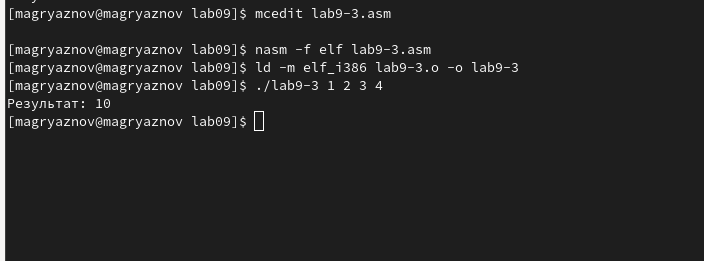 [magryaznov@magryaznov lab09]$ mcedit lab9-3.asm
[magryaznov@magryaznov lab09]$ nasm -f elf lab9-3.asm
[magryaznov@magryaznov lab09]$ ld -m elf_i386 lab9-3.o -o lab9-3
[magryaznov@magryaznov lab09]$ ./lab9-3 1 2 3 4
Результат: 10
[magryaznov@magryaznov lab09]$